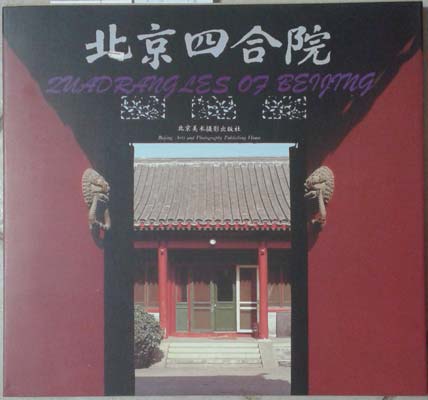 北京四合院
QUADRANGLES OF BEIJING
北京美术摄影出版社
Beijing Arts and Photography Publishing House